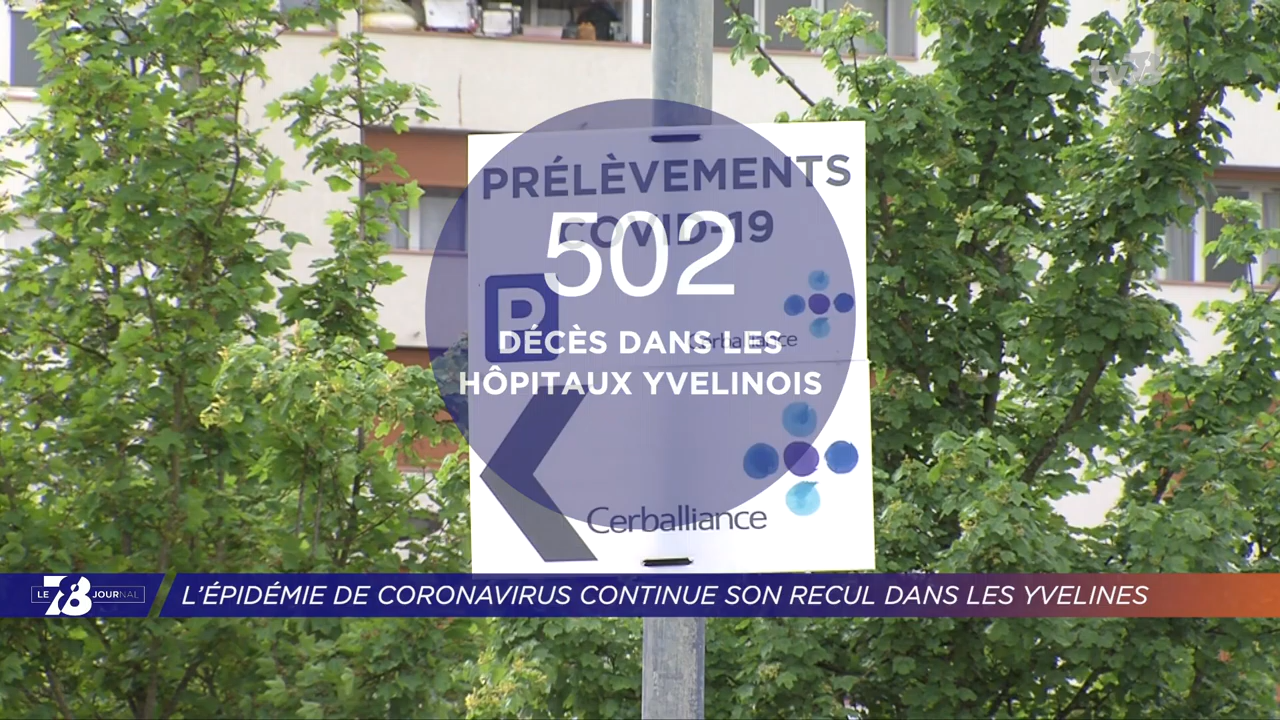 tv78
PRÉLÈVEMENTS
COVID-19
502
P
Cerballiance
DÉCÈS DANS LES
HÔPITAUX YVELINOIS
Cerballiance
LE 78 JOURNAL
L'ÉPIDÉMIE DE CORONAVIRUS CONTINUE SON RECUL DANS LES YVELINES